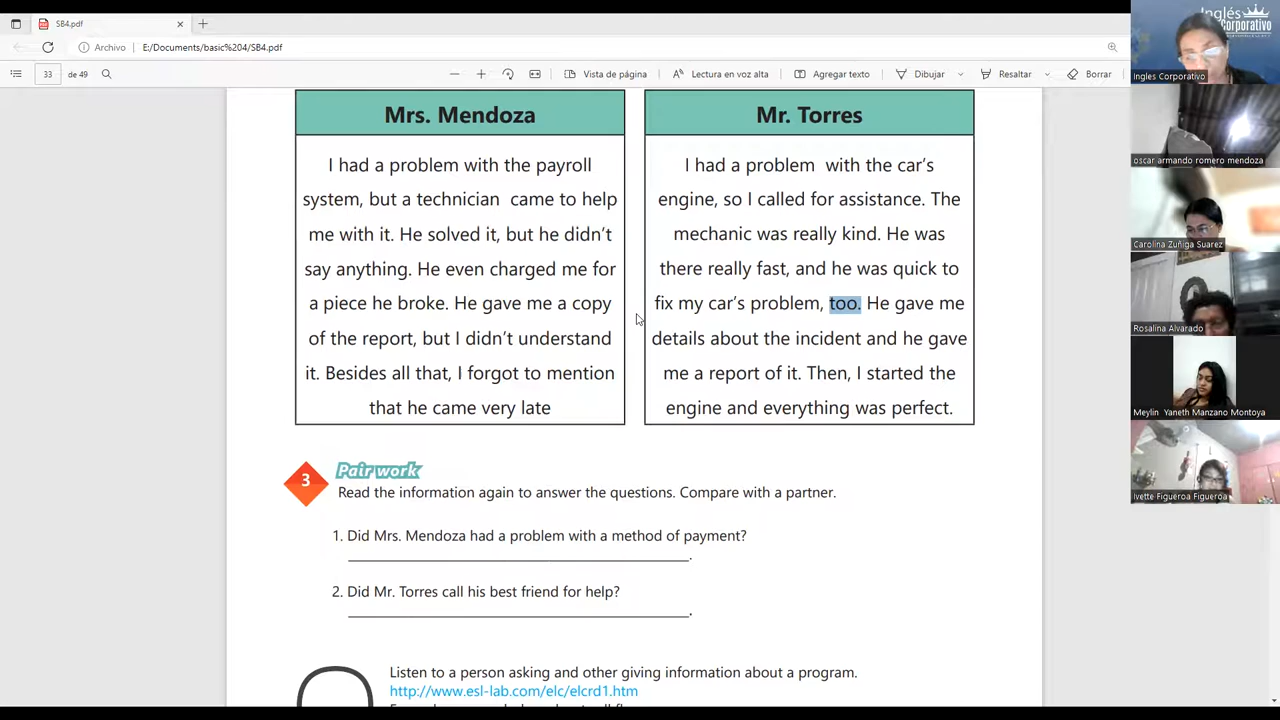 SB4.pdf
Archivo
E:/Documents/basic%204/SB4.pdf
33
de 49
Vista de página
Lectura en voz alta
Agregar texto
Dibujar
Resaltar
Borrar
Mrs. Mendoza
I had a problem with the payroll
system, but a technician came to help
me with it. He solved it, but he didn't
say anything. He even charged me for
a piece he broke. He gave me a copy
of the report, but I didn't understand
it. Besides all that, I forgot to mention
that he came very late
Mr. Torres
I had a problem with the car's
engine, so I called for assistance. The
mechanic was really kind. He was
there really fast, and he was quick to
fix my car's problem, too. He gave me
details about the incident and he gave
me a report of it. Then, I started the
engine and everything was perfect.
3
Pair work
Read the information again to answer the questions. Compare with a partner.
1. Did Mrs. Mendoza had a problem with a method of payment?
2. Did Mr. Torres call his best friend for help?
Listen to a person asking and other giving information about a program.
http://www.esl-lab.com/elc/elcrd1.htm
Inglés
Corporativo
Ingles Corporativo
oscar armando romero mendoza
Carolina Zuñiga Suarez
Rosalina Alvarado
Meylin Yaneth Manzano Montoya
Ivette Figueroa Figueroa